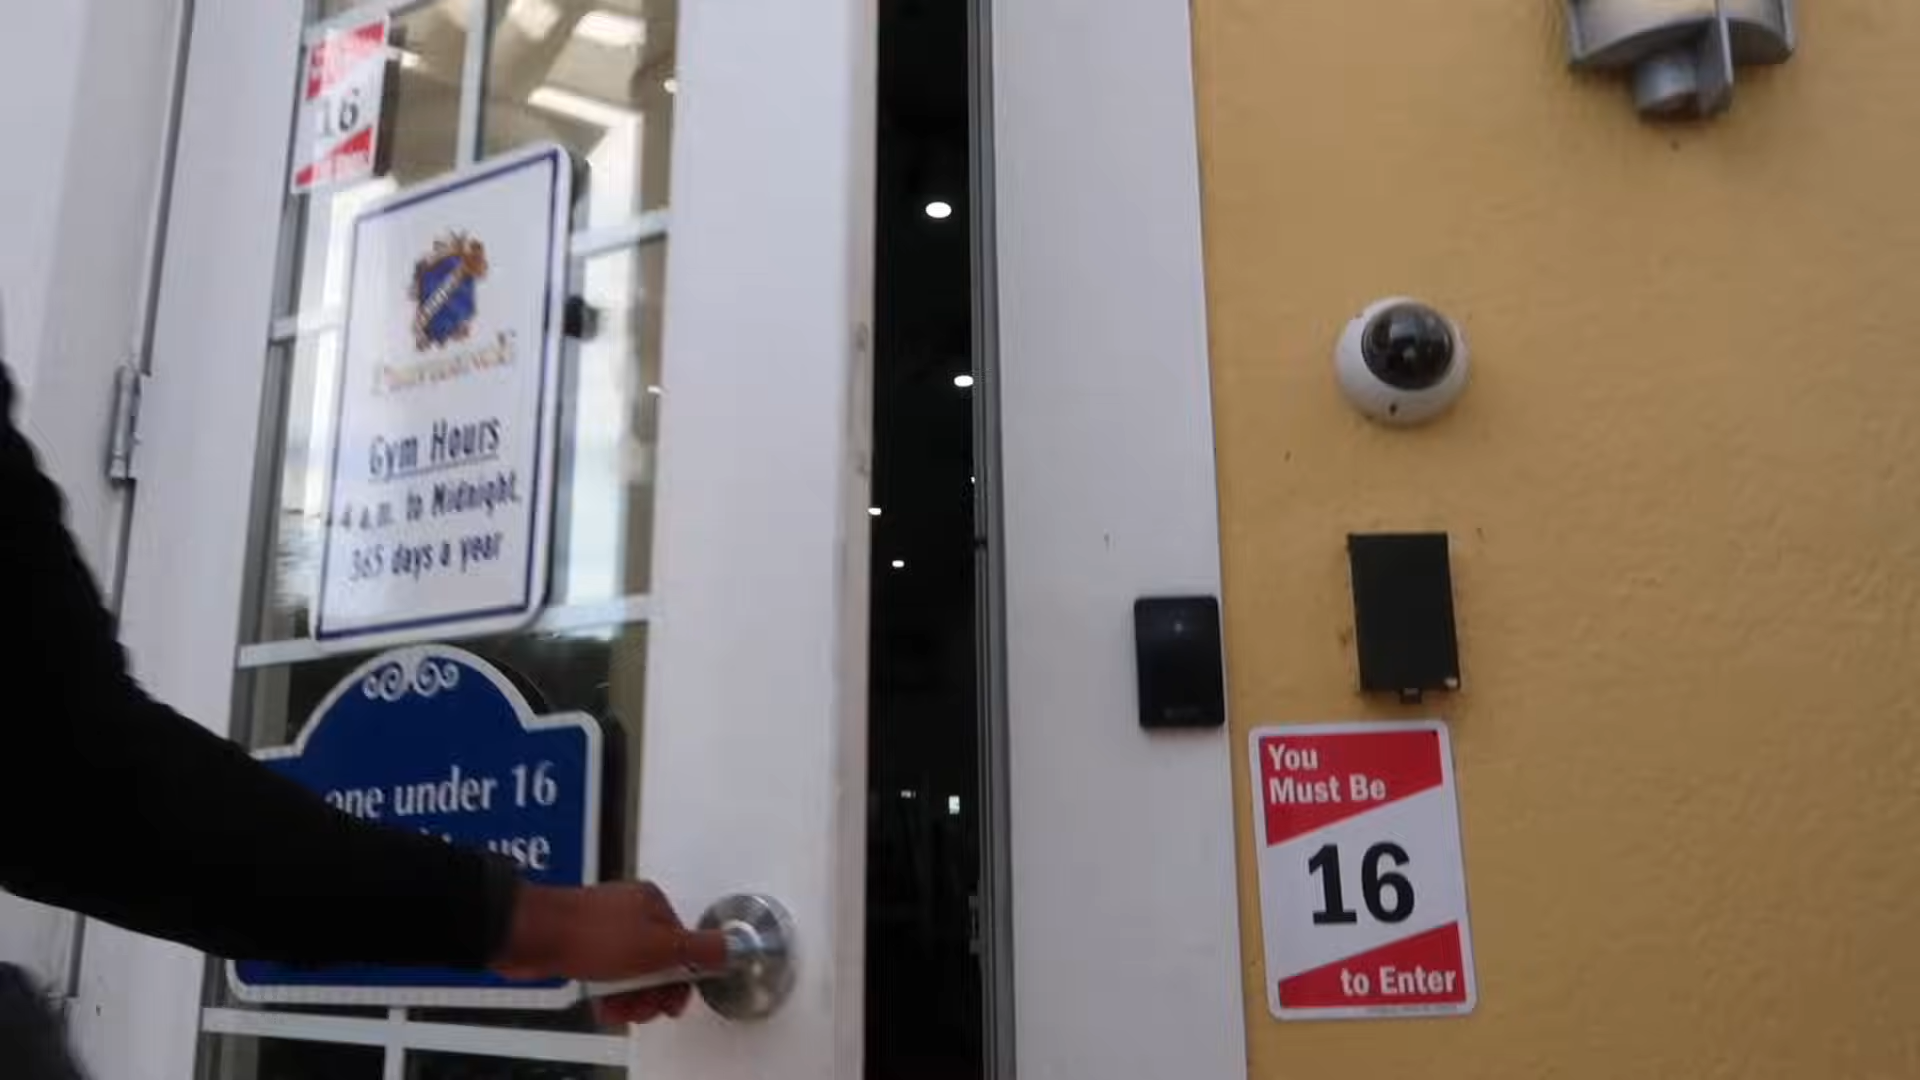 16
Gym Hours
4 a.m. to Midnight,
365 days a year
one under 16
use
You
Must Be
16
to Enter